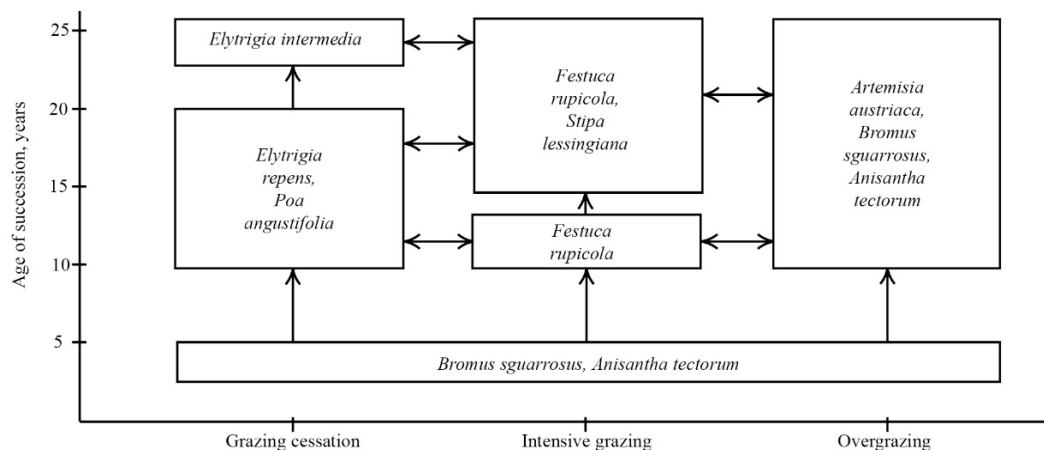 Age of succession, years
25
20
15
10
5
Elytrigia intermedia
Elytrigia
repens,
Poa
angustifolia
Festuca
rupicola,
Stipa
lessingiana
Festuca
rupicola
Artemisia
austriaca,
Bromus
sguarrosus,
Anisantha
tectorum
Bromus sguarrosus, Anisantha tectorum
Grazing cessation
Intensive grazing
Overgrazing